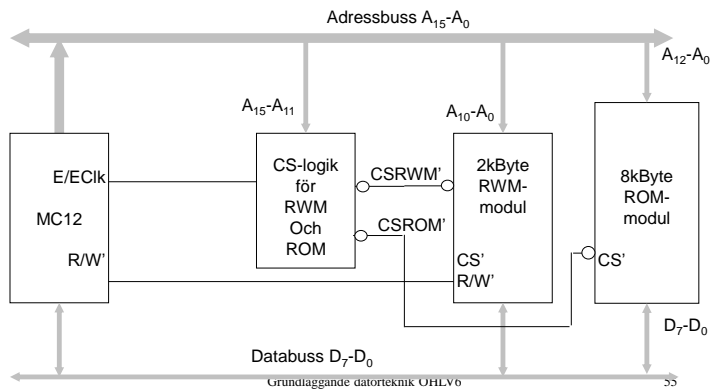 Adressbuss A₁₅-A₀
A₁₂-A₀
A₁₅-A₁₁
A₁₀-A₀
E/EClk
MC12
R/W'
CS-logik
för
RWM
Och
ROM
CSRWM'
CSROM'
2kByte
RWM-
modul
CS'
R/W'
8kByte
ROM-
modul
CS'
D₇-D₀
Databuss D₇-D₀
Grundläggande datorteknik OHLV6
55